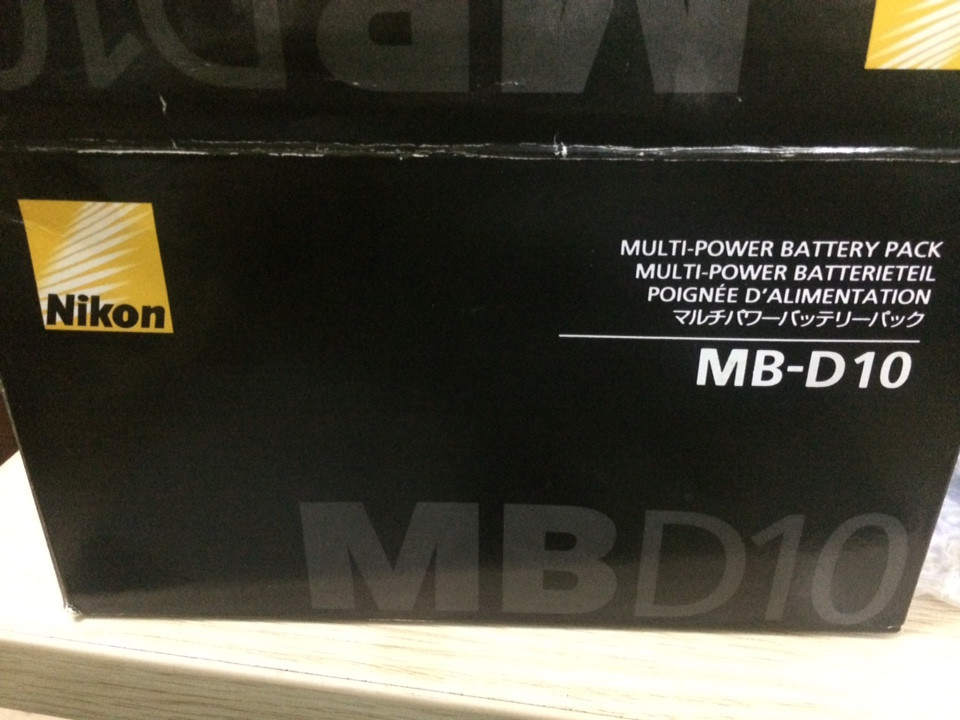 MBD10
Nikon
MULTI-POWER BATTERY PACK
MULTI-POWER BATTERIETEIL
POIGNÉE D'ALIMENTATION
マルチパワーバッテリーパック
MB-D10
MBD10